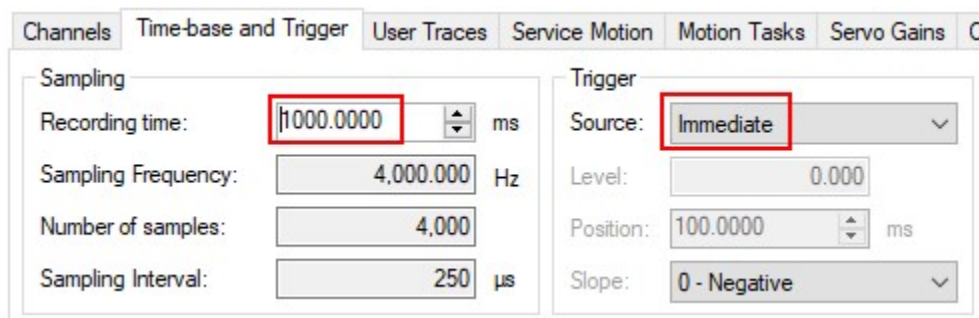 Channels Time-base and Trigger User Traces Service Motion Motion Tasks Servo Gains
Sampling
Recording time: 1000.0000 ms
Sampling Frequency: 4,000.000 Hz
Number of samples: 4,000
Sampling Interval: 250 µs
Trigger
Source: Immediate
Level: 0.000
Position: 100.0000 ms
Slope: 0 - Negative